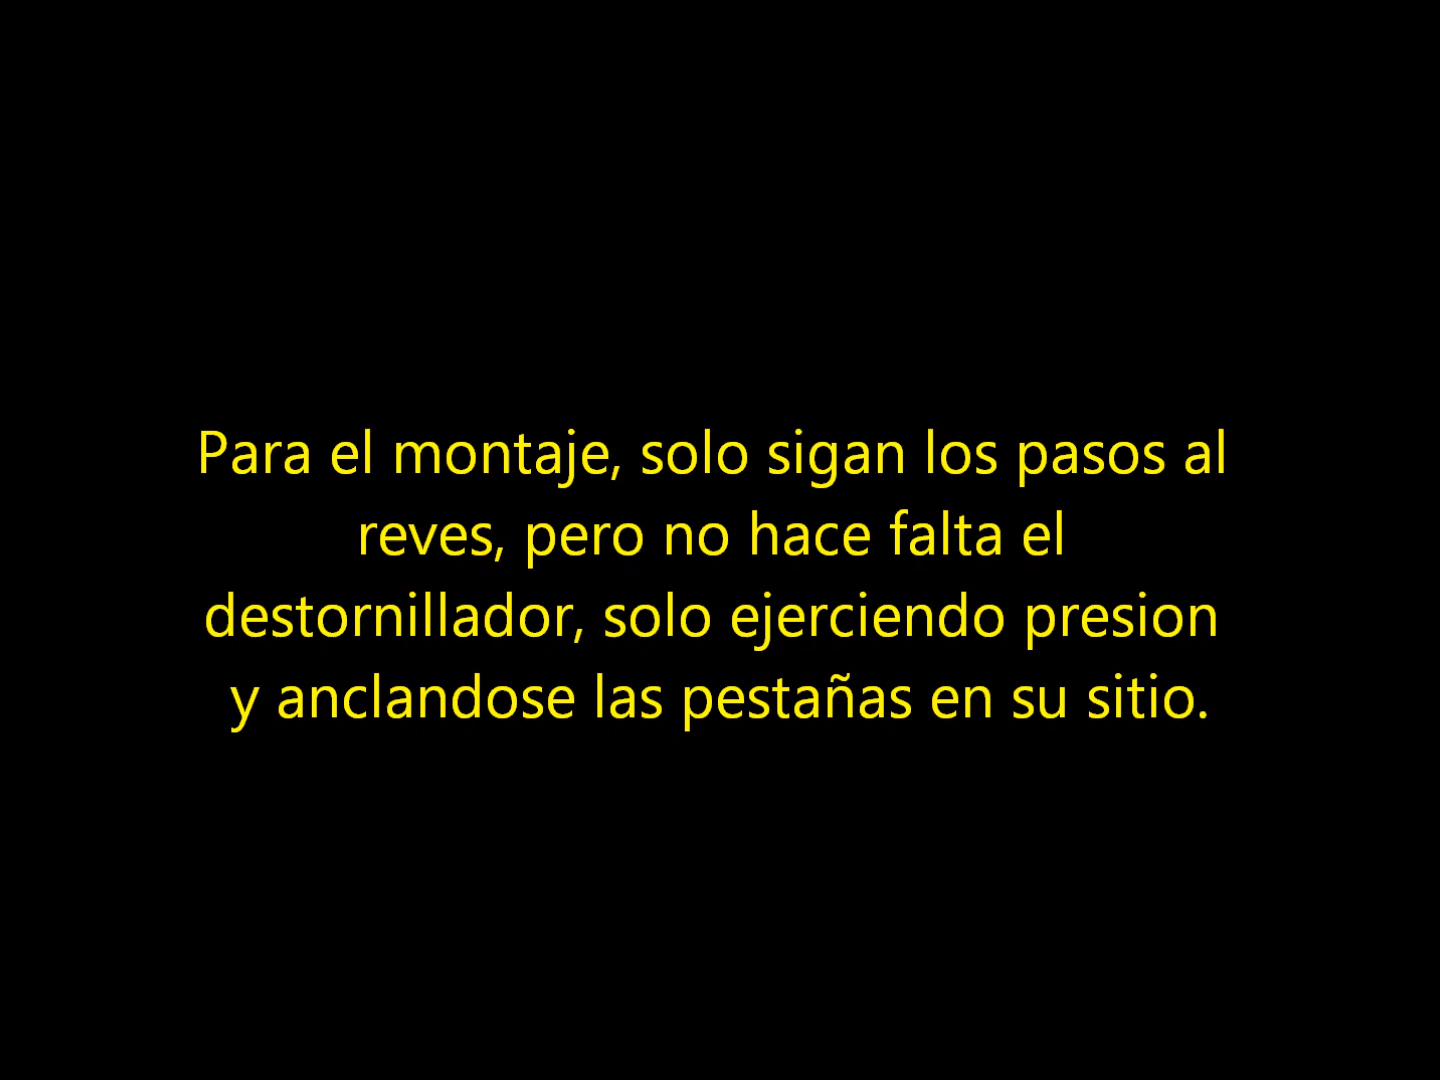 Para el montaje, solo sigan los pasos al
reves, pero no hace falta el
destornillador, solo ejerciendo presion
y anclandose las pestañas en su sitio.